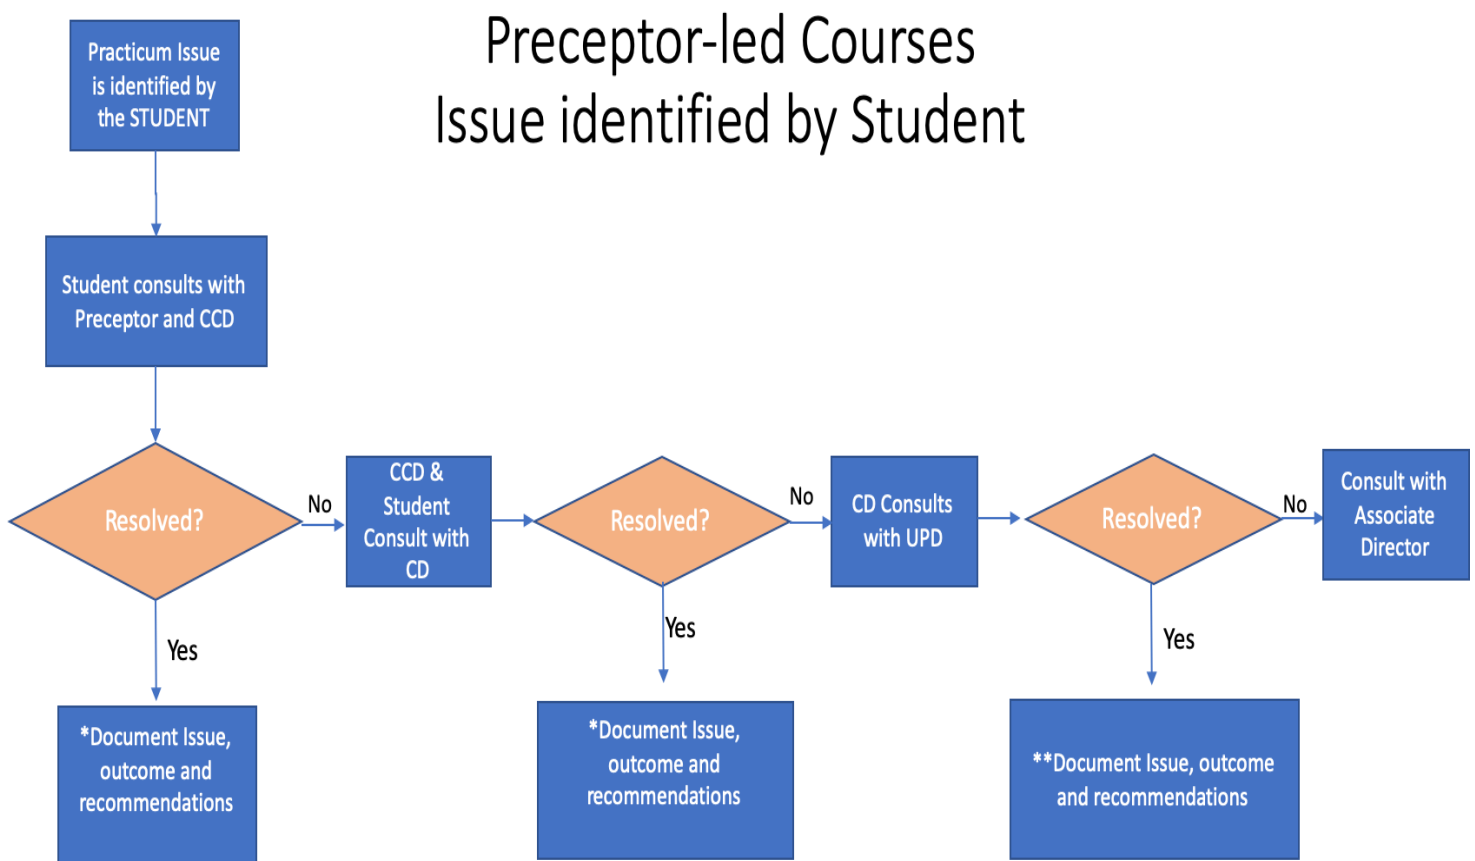 Preceptor-led Courses
Issue identified by Student
Practicum Issue
is identified by
the STUDENT
Student consults with
Preceptor and CCD
Resolved?
No
CCD &
Student
Consult with
CD
Resolved?
No
CD Consults
with UPD
Resolved?
No
Consult with
Associate
Director
Yes
Yes
Yes
*Document Issue,
outcome and
recommendations
*Document Issue,
outcome and
recommendations
**Document Issue, outcome
and recommendations